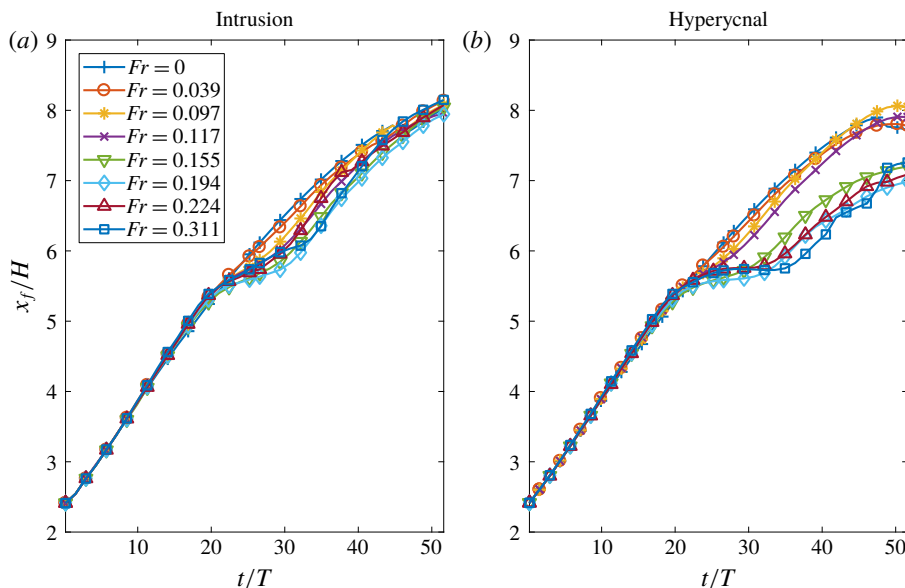 Intrusion
Hyperycnal
(a)
(b)
9
8
7
6
5
4
3
2
x_f/H
Fr = 0
Fr = 0.039
Fr = 0.097
Fr = 0.117
Fr = 0.155
Fr = 0.194
Fr = 0.224
Fr = 0.311
0 10 20 30 40 50
t/T
9
8
7
6
5
4
3
2
0 10 20 30 40 50
t/T